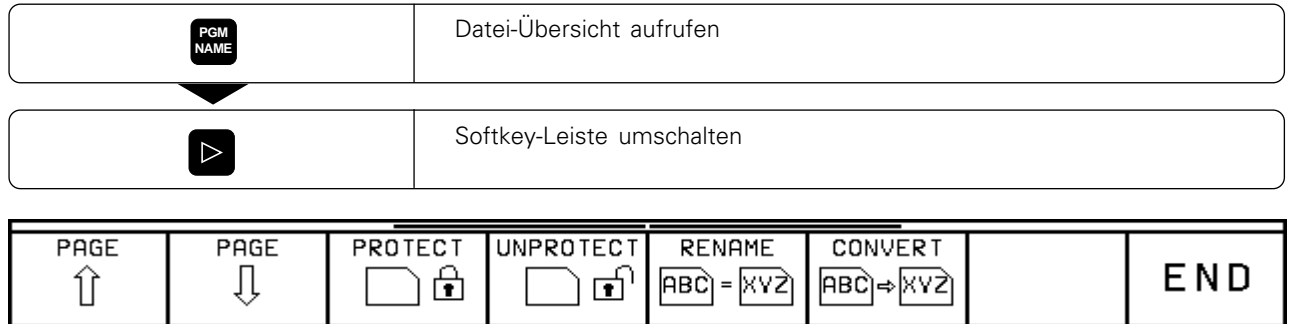 PGM
NAME
Datei-Übersicht aufrufen
Softkey-Leiste umschalten
PAGE PAGE PROTECT UNPROTECT RENAME CONVERT
ABC = XYZ ABC ⇨ XYZ END